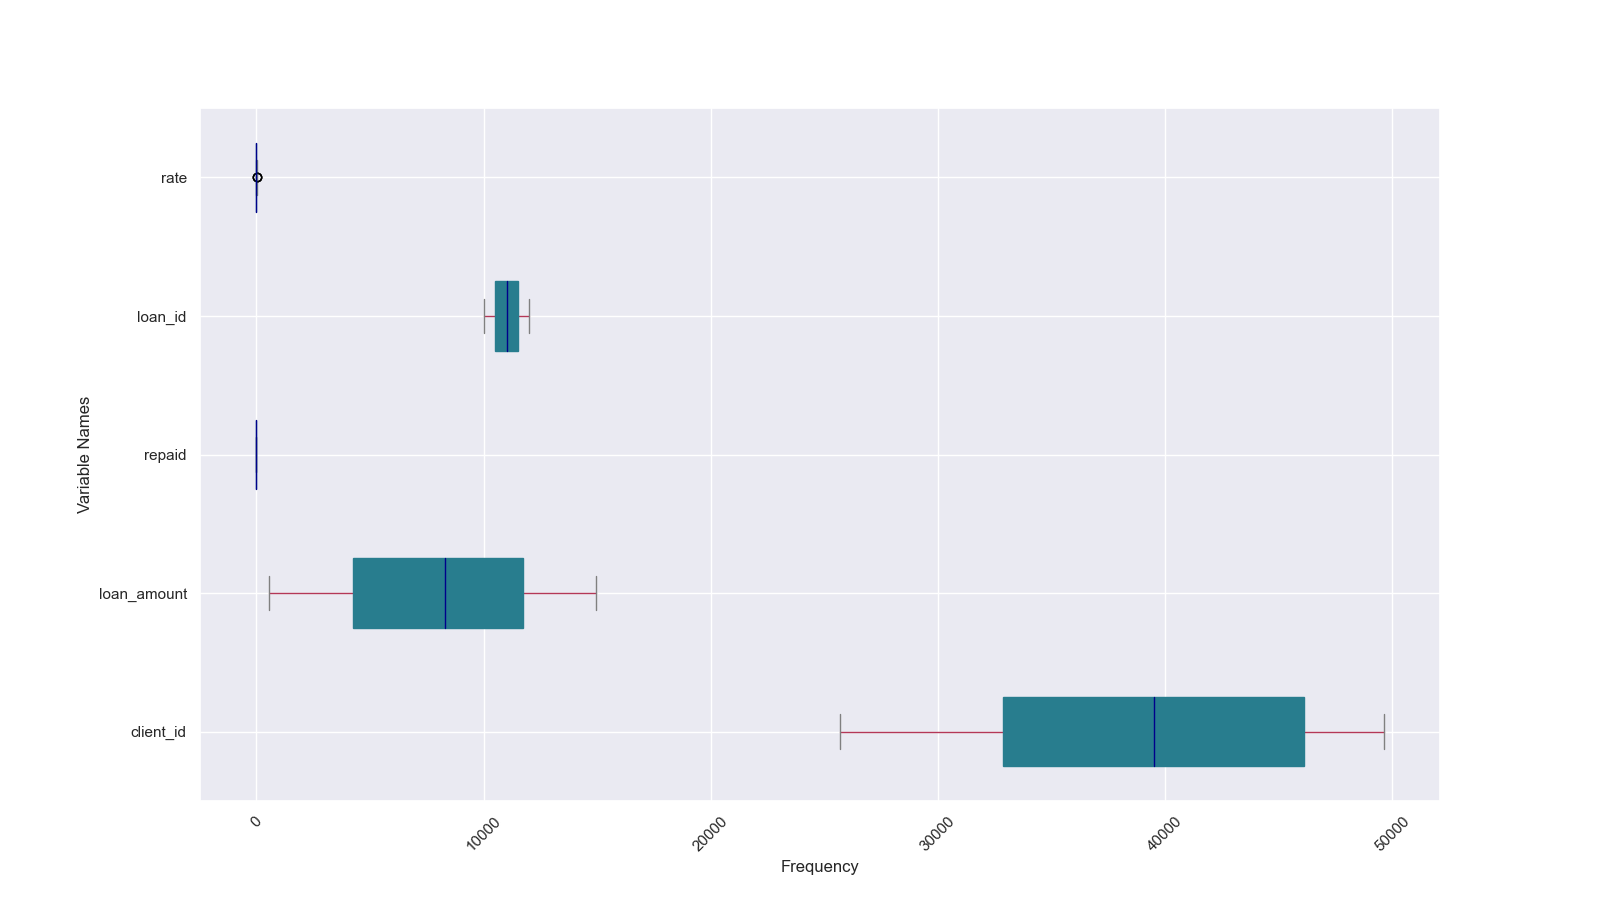 rate
loan_id
repaid
loan_amount
client_id
Variable Names
0
10000
20000
30000
40000
50000
Frequency